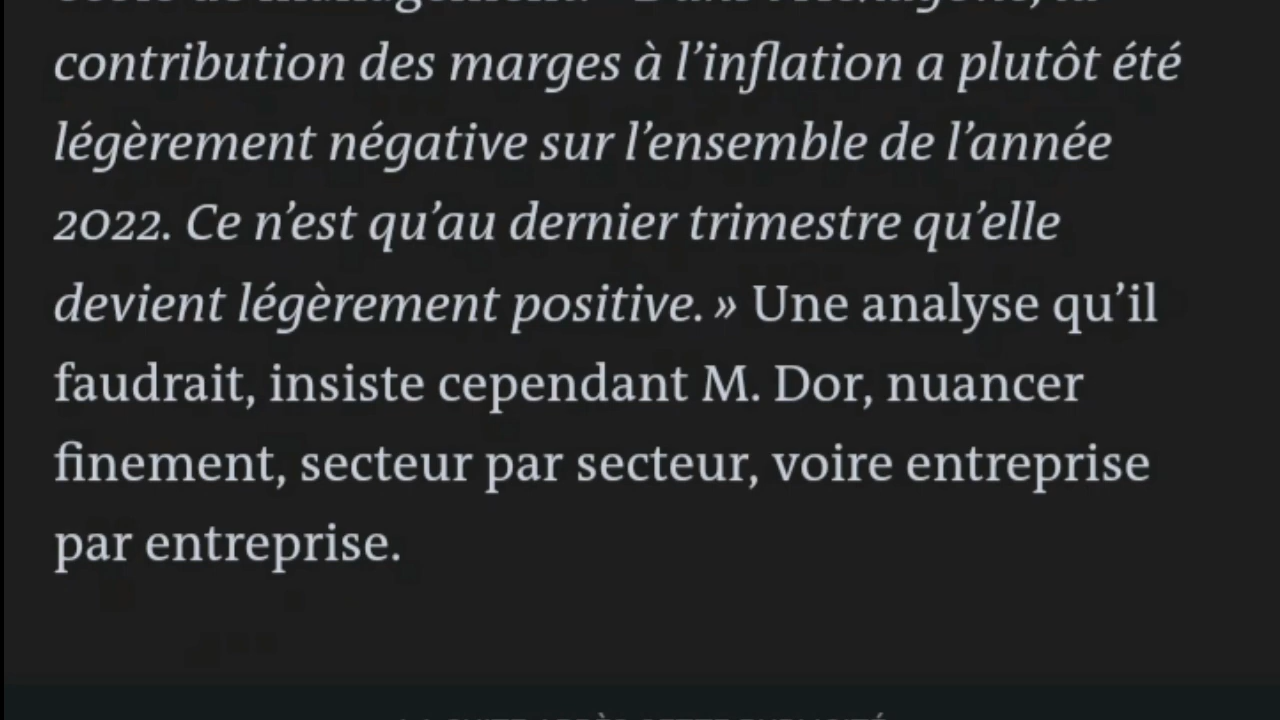 contribution des marges à l’inflation a plutôt été
légèrement négative sur l’ensemble de l’année
2022. Ce n’est qu’au dernier trimestre qu’elle
devient légèrement positive. » Une analyse qu’il
faudrait, insiste cependant M. Dor, nuancer
finement, secteur par secteur, voire entreprise
par entreprise.